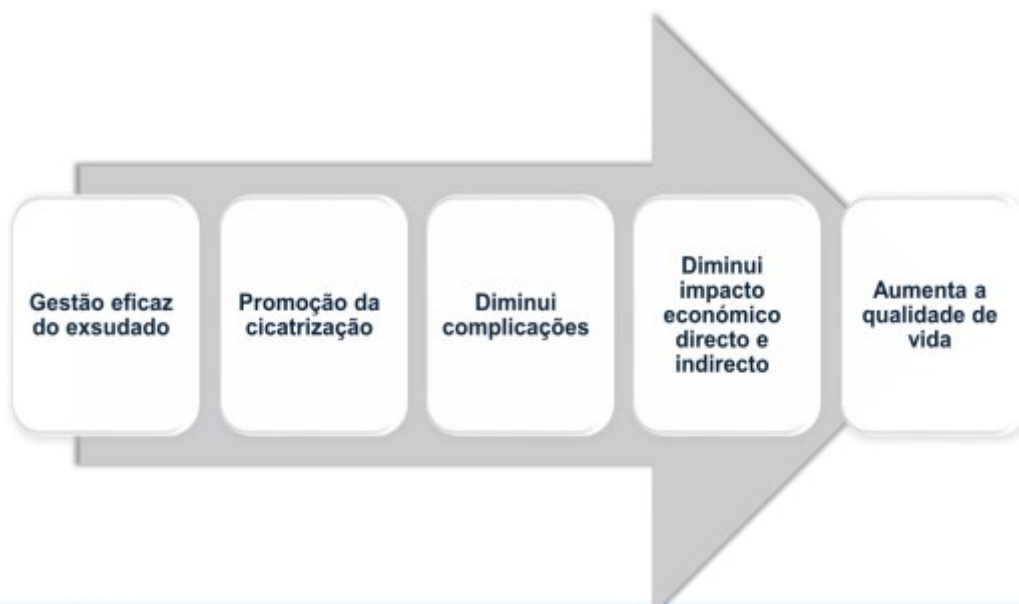 Gestão eficaz
do exsudado
Promoção da
cicatrização
Diminui
complicações
Diminui
impacto
económico
directo e
indirecto
Aumenta a
qualidade de
vida